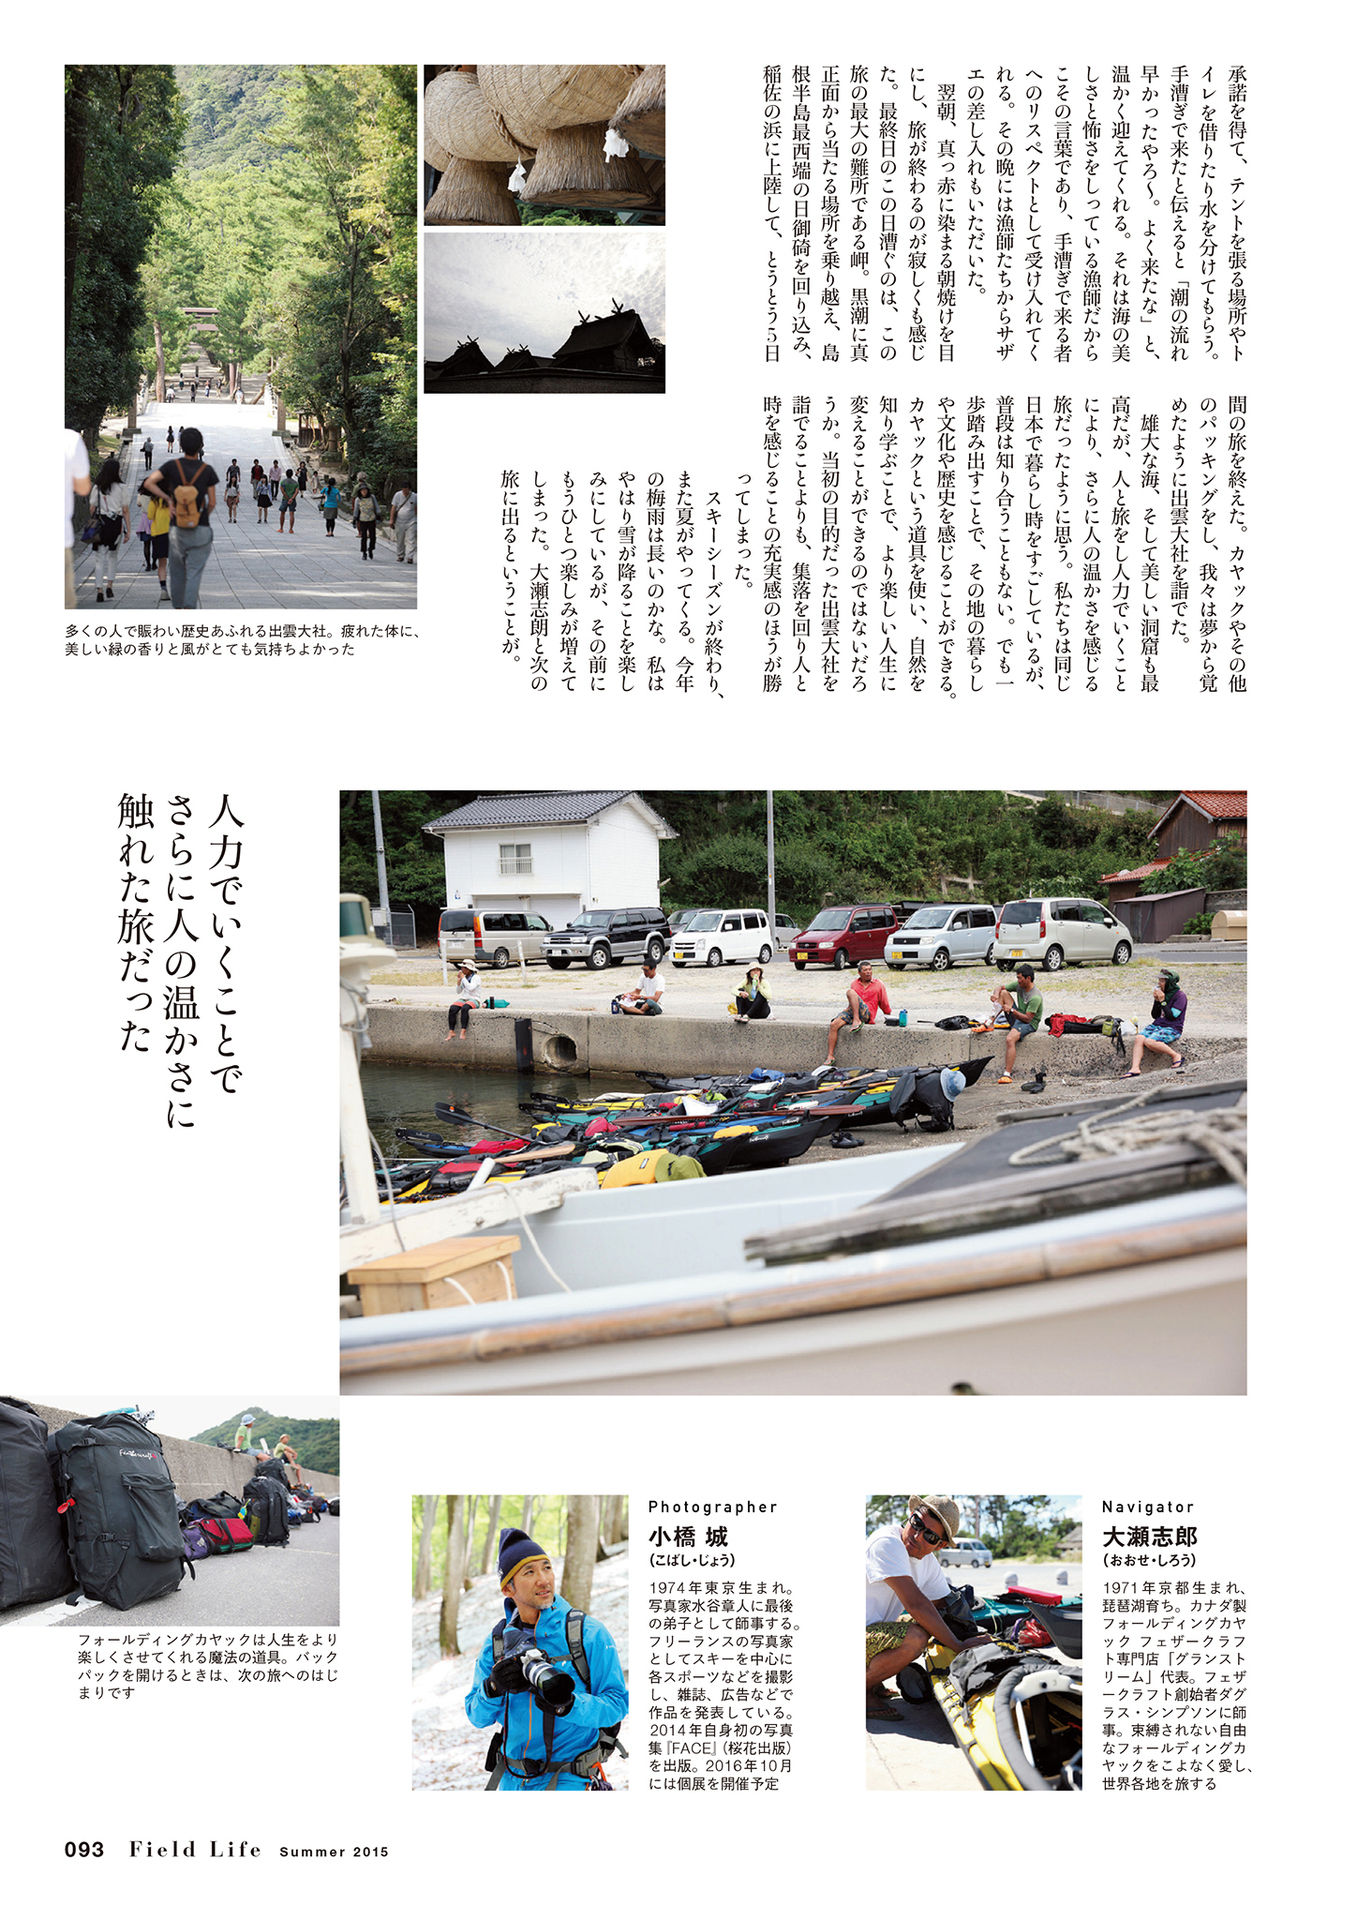 承諾を得て、テントを張る場所やト
イレを借りたり水を分けてもらう。
手漕ぎで来たと伝えると「潮の流れ
早かったやろ〜。よく来たな」と、
温かく迎えてくれる。それは海の美
しさと怖さをしっている漁師だから
こその言葉であり、手漕ぎで来る者
へのリスペクトとして受け入れてく
れる。その晩には漁師たちからサザ
エの差し入れもいただいた。
　翌朝、真っ赤に染まる朝焼けを目
にし、旅が終わるのが寂しくも感じ
た。最終日のこの日漕ぐのは、この
旅の最大の難所である岬。黒潮に真
正面から当たる場所を乗り越え、島
根半島最西端の日御碕を回り込み、
稲佐の浜に上陸して、とうとう5日
間の旅を終えた。カヤックやその他
のパッキングをし、我々は夢から覚
めたように出雲大社を詣でた。
　雄大な海、そして美しい洞窟も最
高だが、人と旅をし人力でいくこと
により、さらに人の温かさを感じる
旅だったように思う。私たちは同じ
日本で暮らし時をすごしているが、
普段は知り合うこともない。でも一
歩踏み出すことで、その地の暮らし
や文化や歴史を感じることができる。
カヤックという道具を使い、自然を
知り学ぶことで、より楽しい人生に
変えることができるのではないだろ
うか。当初の目的だった出雲大社を
詣でることよりも、集落を回り人と
時を感じることの充実感のほうが勝
ってしまった。
　スキーシーズンが終わり、
また夏がやってくる。今年
の梅雨は長いのかな。私は
やはり雪が降ることを楽し
みにしているが、その前に
もうひとつ楽しみが増えて
しまった。大瀬志朗と次の
旅に出るということが。
多くの人で賑わい歴史あふれる出雲大社。疲れた体に、
美しい緑の香りと風がとても気持ちよかった
人力でいくことで
さらに人の温かさに
触れた旅だった
Feathercraft
フォールディングカヤックは人生をより
楽しくさせてくれる魔法の道具。バック
パックを開けるときは、次の旅へのはじ
まりです
Photographer
小橋 城
（こばし・じょう）
1974年東京生まれ。
写真家水谷章人に最後
の弟子として師事する。
フリーランスの写真家
としてスキーを中心に
各スポーツなどを撮影
し、雑誌、広告などで
作品を発表している。
2014年自身初の写真
集『FACE』（桜花出版）
を出版。2016年10月
には個展を開催予定
Navigator
大瀬志郎
（おおせ・しろう）
1971年京都生まれ、
琵琶湖育ち。カナダ製
フォールディングカヤ
ック フェザークラフ
ト専門店「グランスト
リーム」代表。フェザ
ークラフト創始者ダグ
ラス・シンプソンに師
事。束縛されない自由
なフォールディングカ
ヤックをこよなく愛し、
世界各地を旅する
093 Field Life Summer 2015